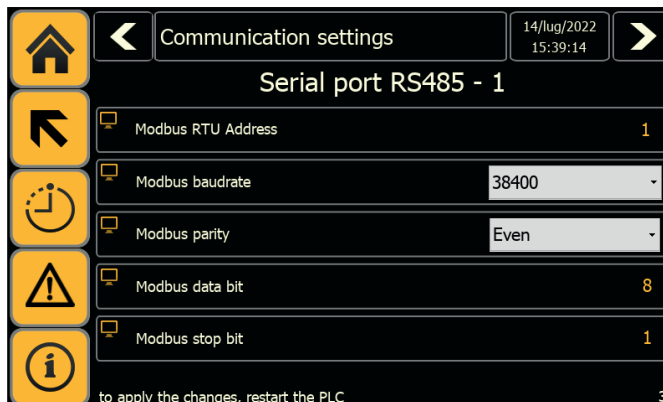 Communication settings
14/lug/2022
15:39:14
Serial port RS485 - 1
Modbus RTU Address 1
Modbus baudrate 38400
Modbus parity Even
Modbus data bit 8
Modbus stop bit 1
to apply the changes, restart the PLC